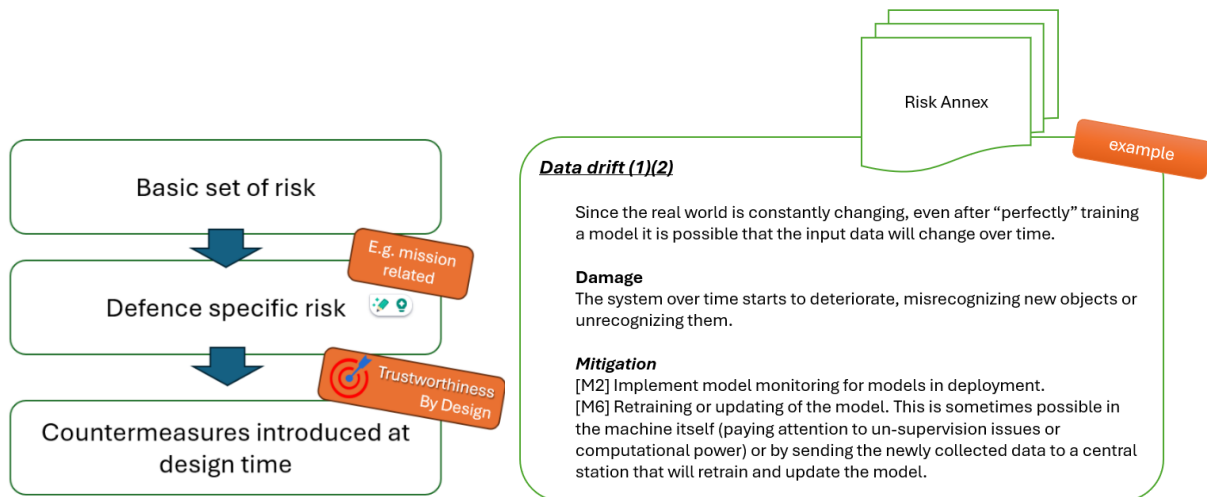 Basic set of risk
E.g. mission
related
Defence specific risk
Trustworthiness
By Design
Countermeasures introduced at
design time
Risk Annex
example
Data drift (1)(2)
Since the real world is constantly changing, even after “perfectly” training
a model it is possible that the input data will change over time.
Damage
The system over time starts to deteriorate, misrecognizing new objects or
unrecognizing them.
Mitigation
[M2] Implement model monitoring for models in deployment.
[M6] Retraining or updating of the model. This is sometimes possible in
the machine itself (paying attention to un-supervision issues or
computational power) or by sending the newly collected data to a central
station that will retrain and update the model.